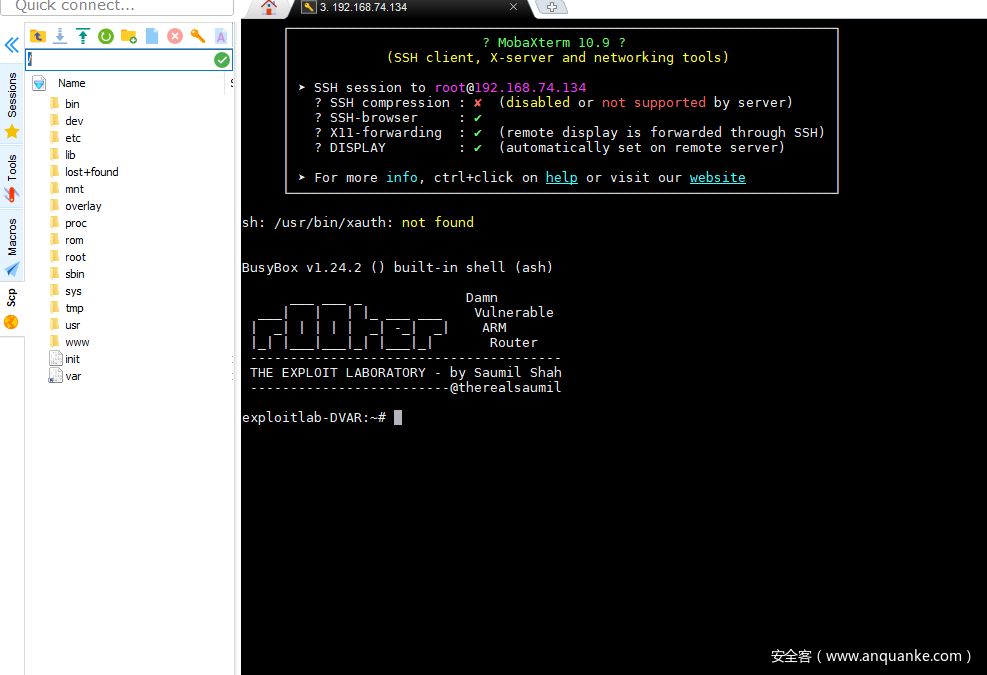 Quick connect...
3. 192.168.74.134
/
Name
bin
dev
etc
lib
lost+found
mnt
overlay
proc
rom
root
sbin
sys
tmp
usr
www
init
var
Sessions
Tools
Macros
Scp
? MobaXterm 10.9 ?
(SSH client, X-server and networking tools)
➤ SSH session to root@192.168.74.134
? SSH compression : ✘ (disabled or not supported by server)
? SSH-browser : ✔
? X11-forwarding : ✔ (remote display is forwarded through SSH)
? DISPLAY : ✔ (automatically set on remote server)
➤ For more info, ctrl+click on help or visit our website
sh: /usr/bin/xauth: not found
BusyBox v1.24.2 () built-in shell (ash)
rOUter
Damn
Vulnerable
ARM
Router
---------------------------------------
THE EXPLOIT LABORATORY - by Saumil Shah
-------------------------@therealsaumil
exploitlab-DVAR:~#
安全客（www.anquanke.com）